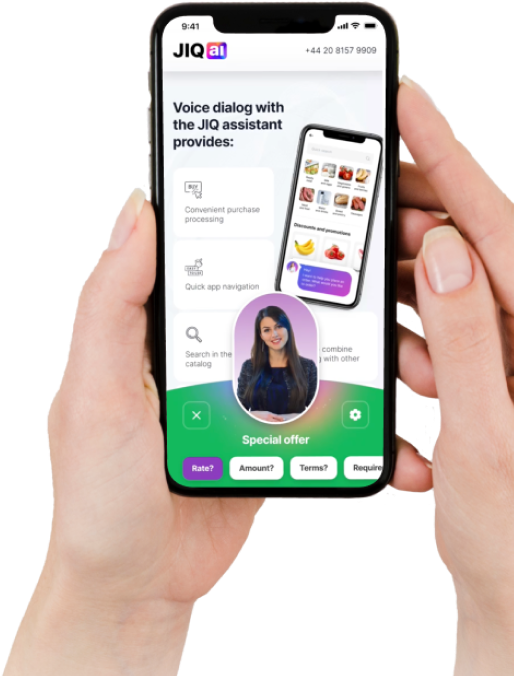 9:41
JIQ ai
+44 20 8157 9909
Voice dialog with
the JIQ assistant
provides:
BUY
Convenient purchase
processing
Discounts and promotions
Quick app navigation
Search in the
catalog
combine
with other
Special offer
Rate?
Amount?
Terms?
Require